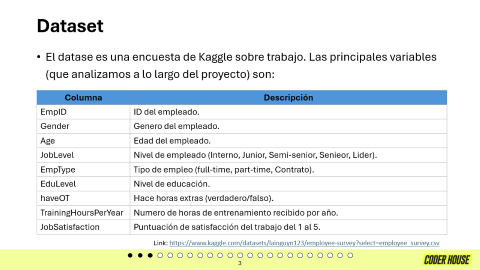 Dataset
• El datase es una encuesta de Kaggle sobre trabajo. Las principales variables
(que analizamos a lo largo del proyecto) son:
Columna Descripción
EmpID ID del empleado.
Gender Genero del empleado.
Age Edad del empleado.
JobLevel Nivel de empleado (Interno, Junior, Semi-senior, Senieor, Lider).
EmpType Tipo de empleo (full-time, part-time, Contrato).
EduLevel Nivel de educación.
haveOT Hace horas extras (verdadero/falso).
TrainingHoursPerYear Numero de horas de entrenamiento recibido por año.
JobSatisfaction Puntuación de satisfacción del trabajo del 1 al 5.
Link: https://www.kaggle.com/datasets/lainguyn123/employee-survey?select=employee_survey.csv
3
CODER HOUSE